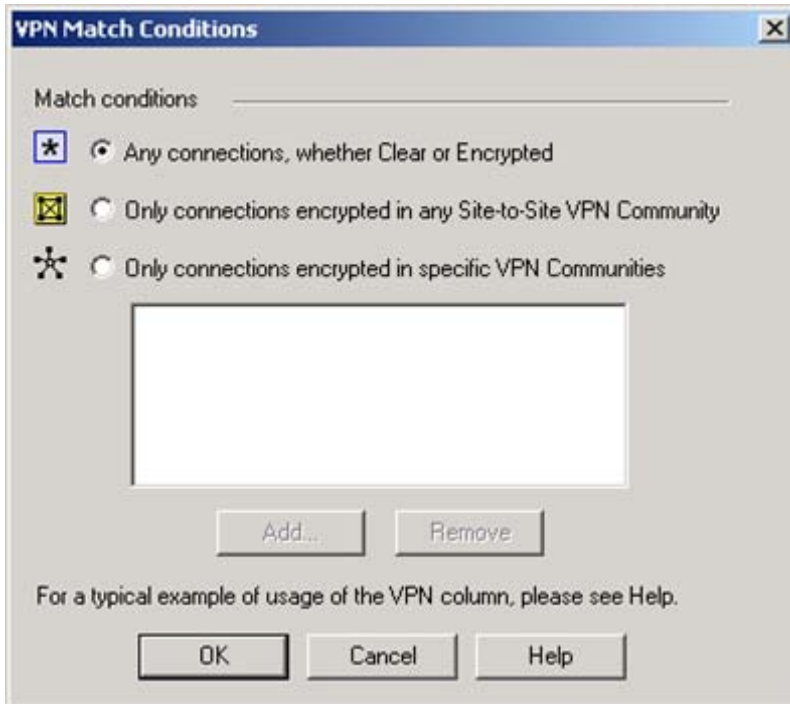 VPN Match Conditions
Match conditions
Any connections, whether Clear or Encrypted
Only connections encrypted in any Site-to-Site VPN Community
Only connections encrypted in specific VPN Communities
Add... Remove
For a typical example of usage of the VPN column, please see Help.
OK Cancel Help